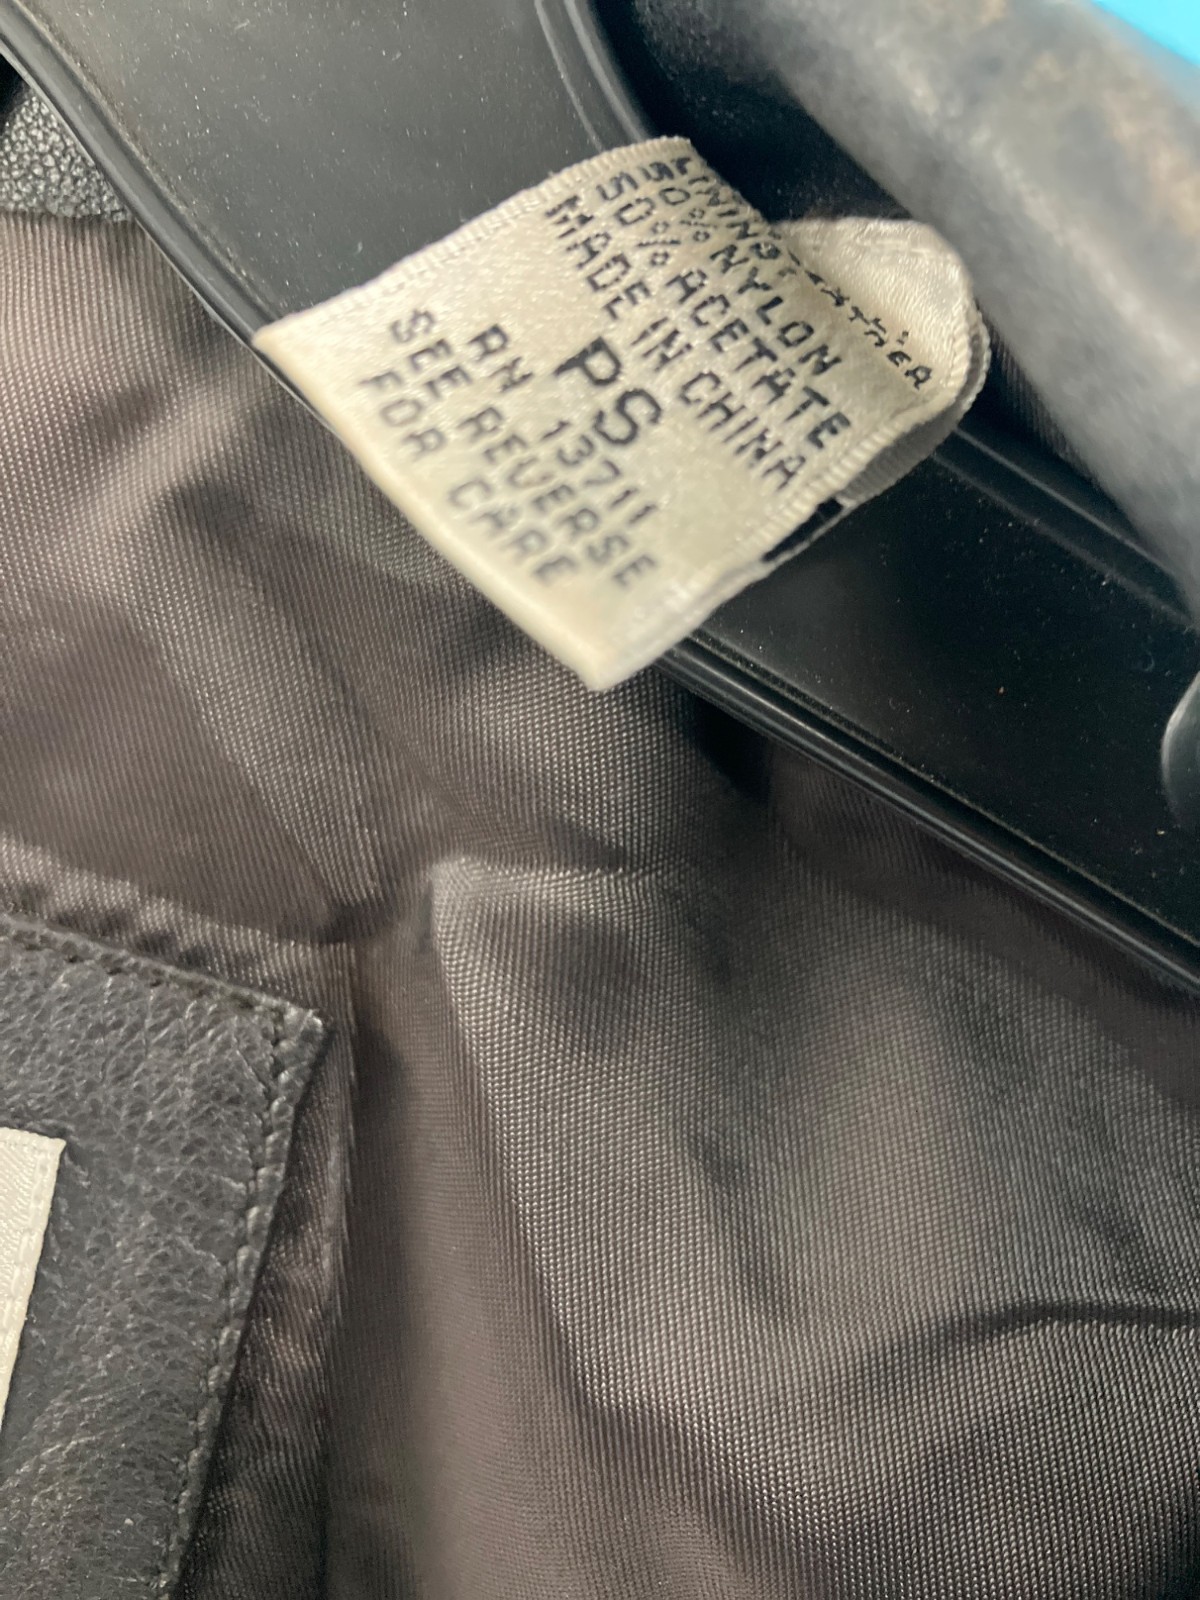 LEATHER
LINING:
50% NYLON
50% ACETATE
MADE IN CHINA
PS
RN 13711
SEE REVERSE
FOR CARE